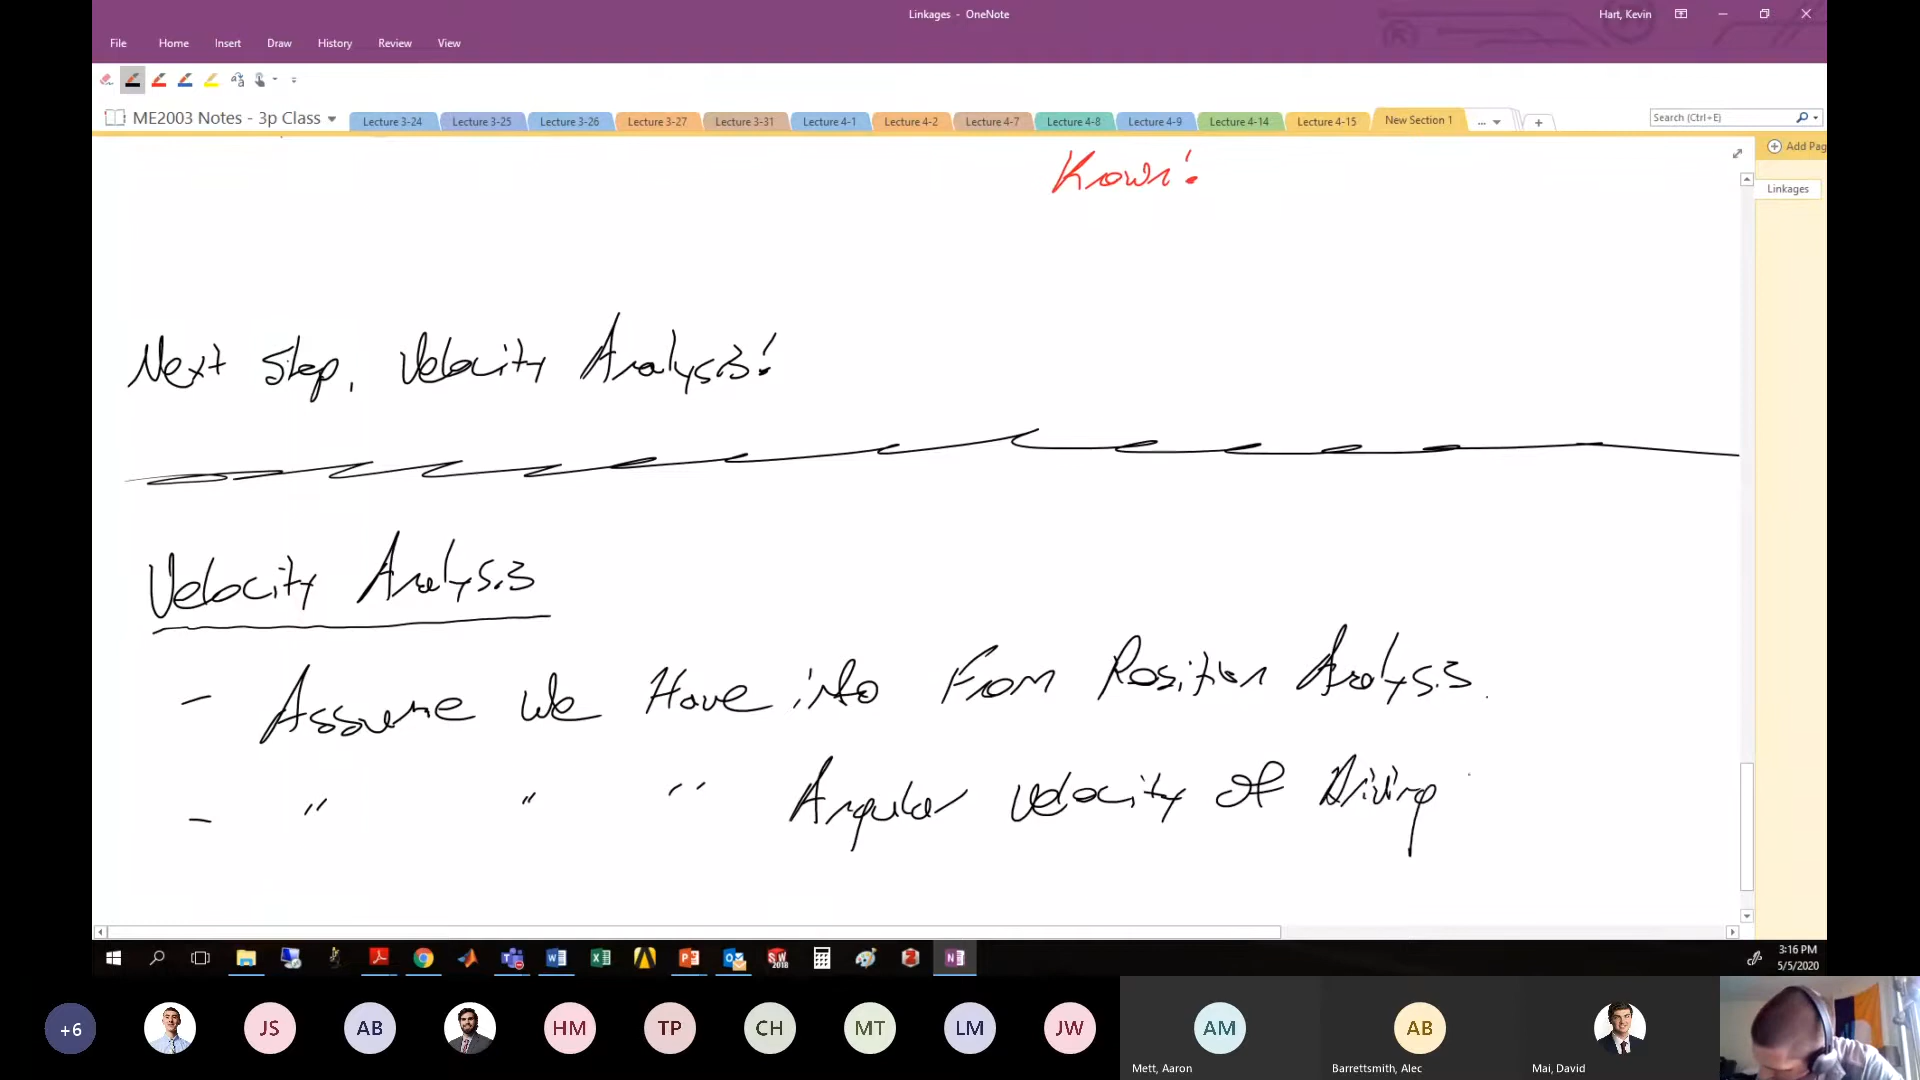 Linkages - OneNote
Hart, Kevin
File Home Insert Draw History Review View
ME2003 Notes - 3p Class
Lecture 3-24 Lecture 3-25 Lecture 3-26 Lecture 3-27 Lecture 3-31 Lecture 4-1 Lecture 4-2 Lecture 4-7 Lecture 4-8 Lecture 4-9 Lecture 4-14 Lecture 4-15 New Section 1 ... +
Search (Ctrl+E)
Add Pag
Linkages
Known!
Next Step, Velocity Analysis!
Velocity Analysis
- Assume we Have info From Position Analysis.
- " " " Angular Velocity of Driving
3:16 PM
5/5/2020
+6 JS AB HM TP CH MT LM JW AM AB
Mett, Aaron
Barrettsmith, Alec
Mai, David